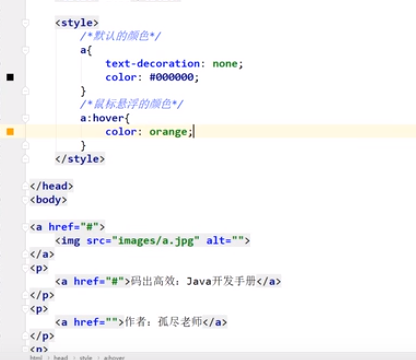 <style>
/*默认的颜色*/
a{
text-decoration: none;
color: #000000;
}
/*鼠标悬浮的颜色*/
a:hover{
color: orange;
}
</style>
</head>
<body>
<a href="#">
<img src="images/a.jpg" alt="">
</a>
<p>
<a href="#">码出高效：Java开发手册</a>
</p>
<p>
<a href="">作者：孤尽老师</a>
</p>
<p>
html › head › style › a:hover